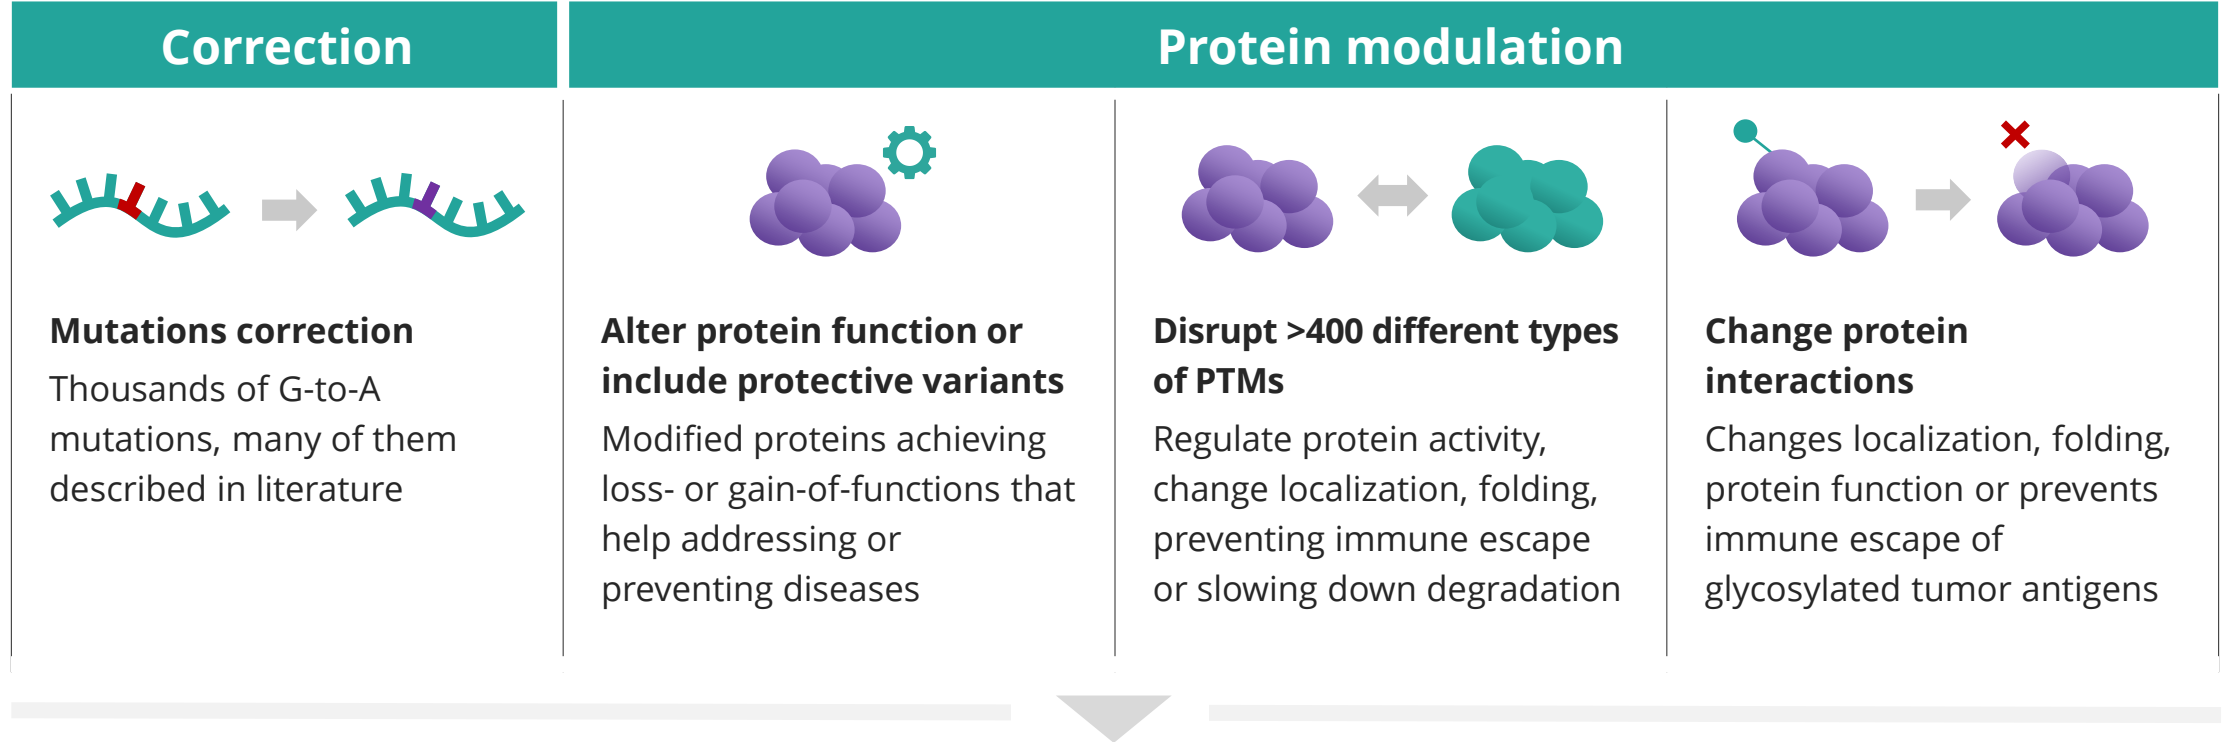 Correction
Protein modulation
Mutations correction
Thousands of G-to-A
mutations, many of them
described in literature
Alter protein function or
include protective variants
Modified proteins achieving
loss- or gain-of-functions that
help addressing or
preventing diseases
Disrupt >400 different types
of PTMs
Regulate protein activity,
change localization, folding,
preventing immune escape
or slowing down degradation
Change protein
interactions
Changes localization, folding,
protein function or prevents
immune escape of
glycosylated tumor antigens